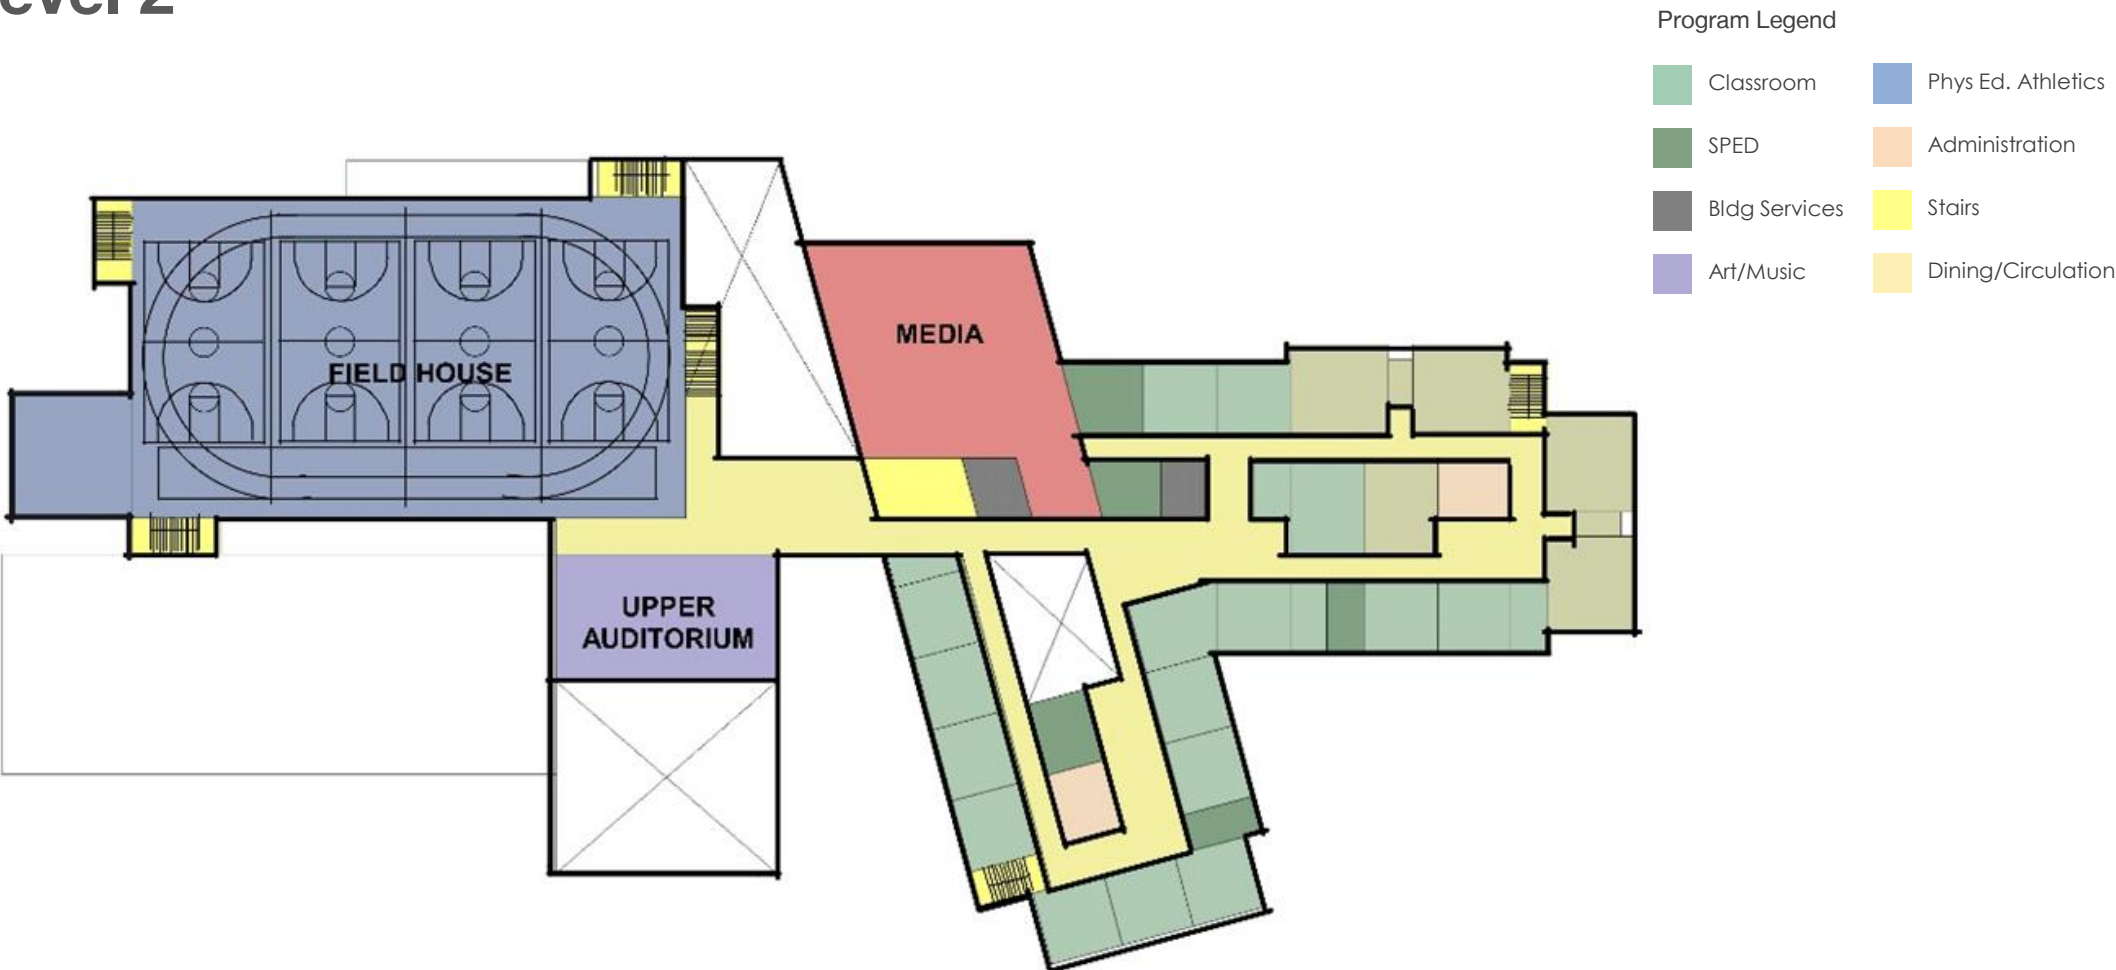 Program Legend
Classroom
Phys Ed. Athletics
SPED
Administration
Bldg Services
Stairs
Art/Music
Dining/Circulation
MEDIA
FIELD HOUSE
UPPER
AUDITORIUM